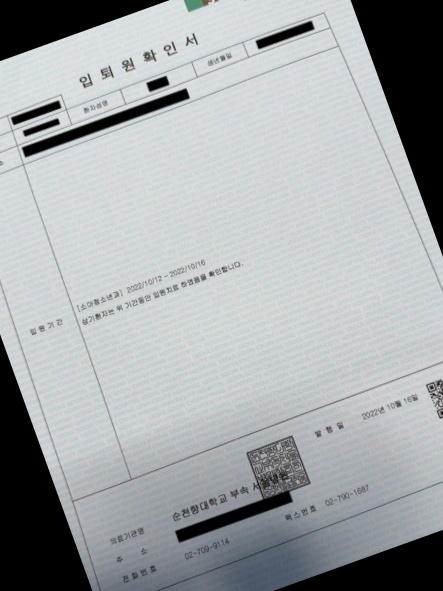 입 퇴 원 확 인 서
환자성명
생년월일
입 원 기 간
[소아청소년과] 2022/10/12 - 2022/10/16
상기환자는 위 기간동안 입원치료 하였음을 확인합니다.
발 행 일 2022년 10월 16일
의료기관명 순천향대학교 부속 서울병원
주 소
전 화 번 호 02-709-9114 팩 스 번 호 02-790-1687